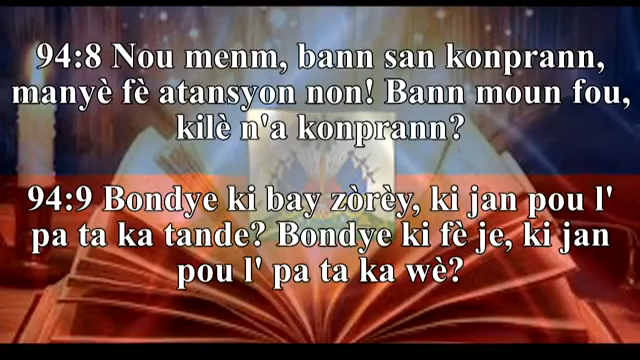 94:8 Nou menm, bann san konprann,
manyè fè atansyon non! Bann moun fou,
kilè n'a konprann?
94:9 Bondye ki bay zòrèy, ki jan pou l'
pa ta ka tande? Bondye ki fè je, ki jan
pou l' pa ta ka wè?